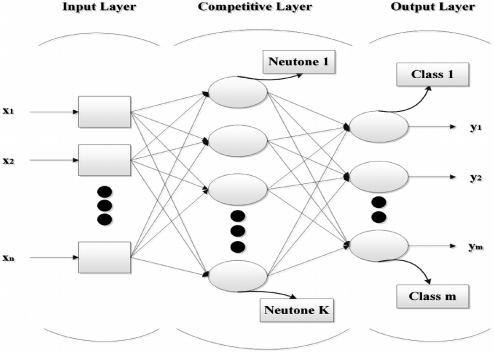 Input Layer
Competitive Layer
Output Layer
Neutone 1
Class 1
x1
y1
x2
y2
xn
ym
Class m
Neutone K